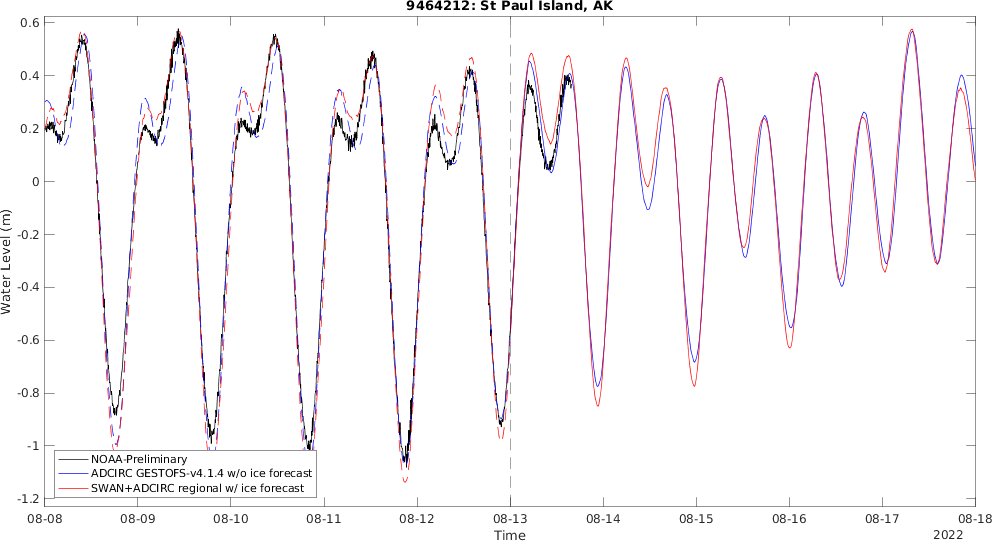 9464212: St Paul Island, AK
0.6
0.4
0.2
0
-0.2
-0.4
-0.6
-0.8
-1
-1.2
Water Level (m)
NOAA-Preliminary
ADCIRC GESTOFS-v4.1.4 w/o ice forecast
SWAN+ADCIRC regional w/ ice forecast
08-08 08-09 08-10 08-11 08-12 08-13 08-14 08-15 08-16 08-17 08-18
Time
2022